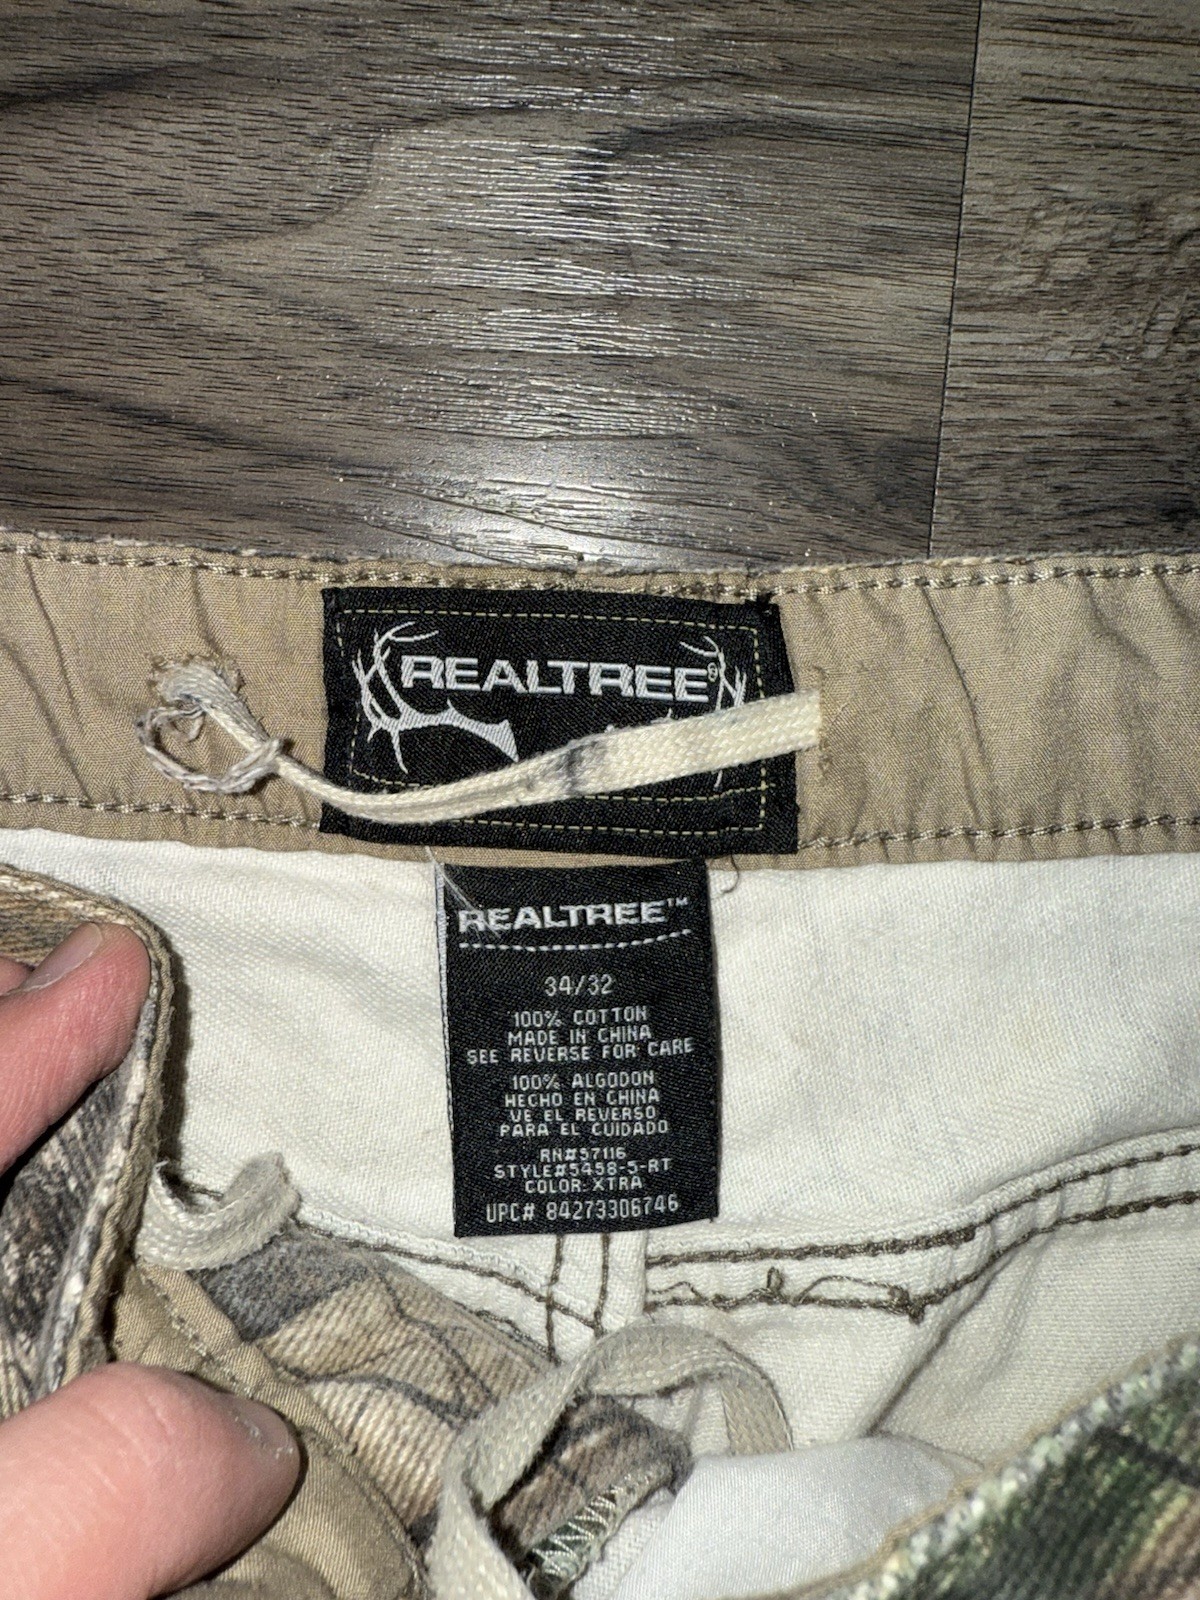 REALTREE®
REALTREE™
34/32
100% COTTON
MADE IN CHINA
SEE REVERSE FOR CARE
100% ALGODON
HECHO EN CHINA
VE EL REVERSO
PARA EL CUIDADO
RN#57116
STYLE#5458-5-RT
COLOR: XTRA
UPC# 84273306746